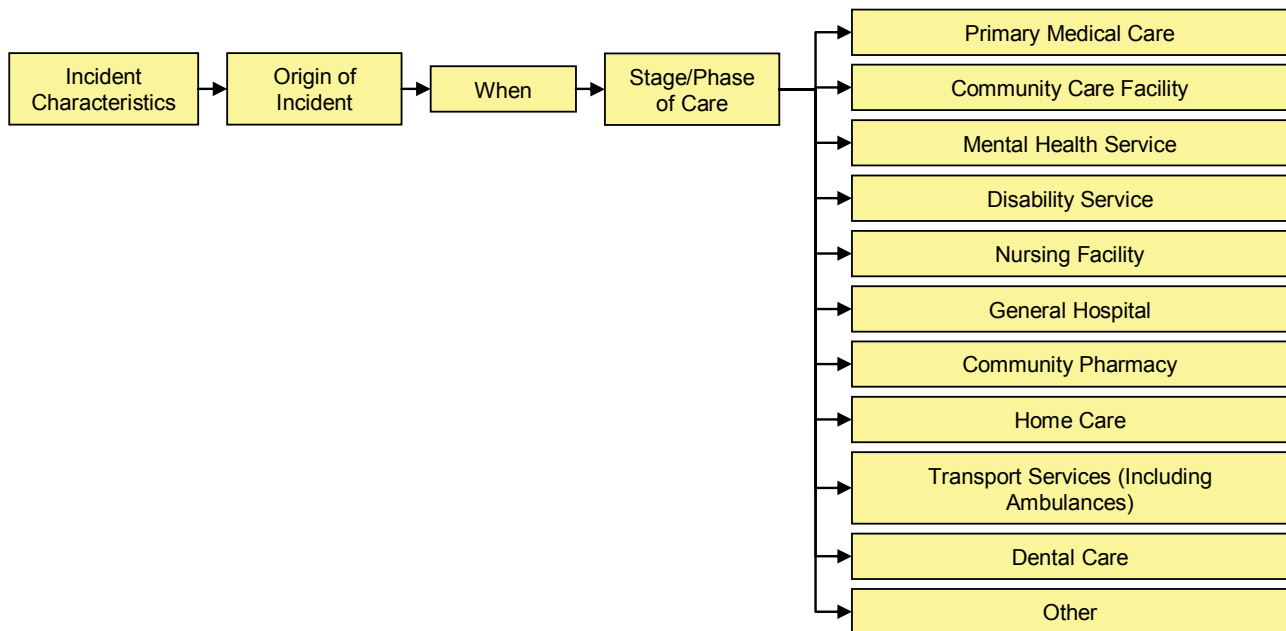 Incident
Characteristics
Origin of
Incident
When
Stage/Phase
of Care
Primary Medical Care
Community Care Facility
Mental Health Service
Disability Service
Nursing Facility
General Hospital
Community Pharmacy
Home Care
Transport Services (Including
Ambulances)
Dental Care
Other